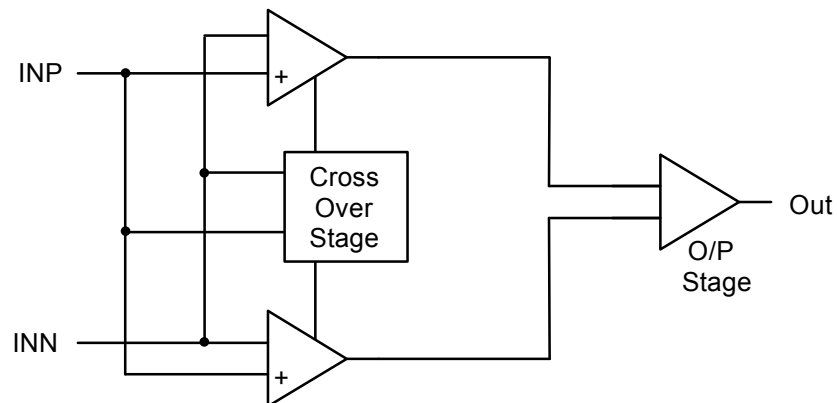 INP
+
Cross
Over
Stage
Out
O/P
Stage
INN
+